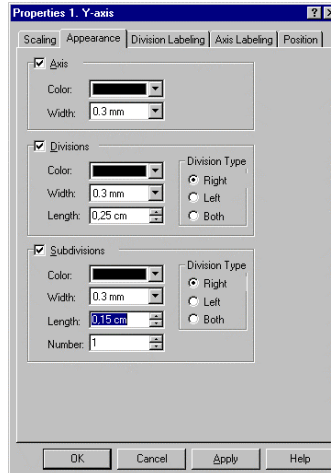 Properties 1. Y-axis
Scaling Appearance Division Labeling Axis Labeling Position
Axis
Color:
Width: 0.3 mm
Divisions
Color:
Width: 0.3 mm
Length: 0,25 cm
Division Type
Right
Left
Both
Subdivisions
Color:
Width: 0.3 mm
Length: 0,15 cm
Number: 1
Division Type
Right
Left
Both
OK Cancel Apply Help